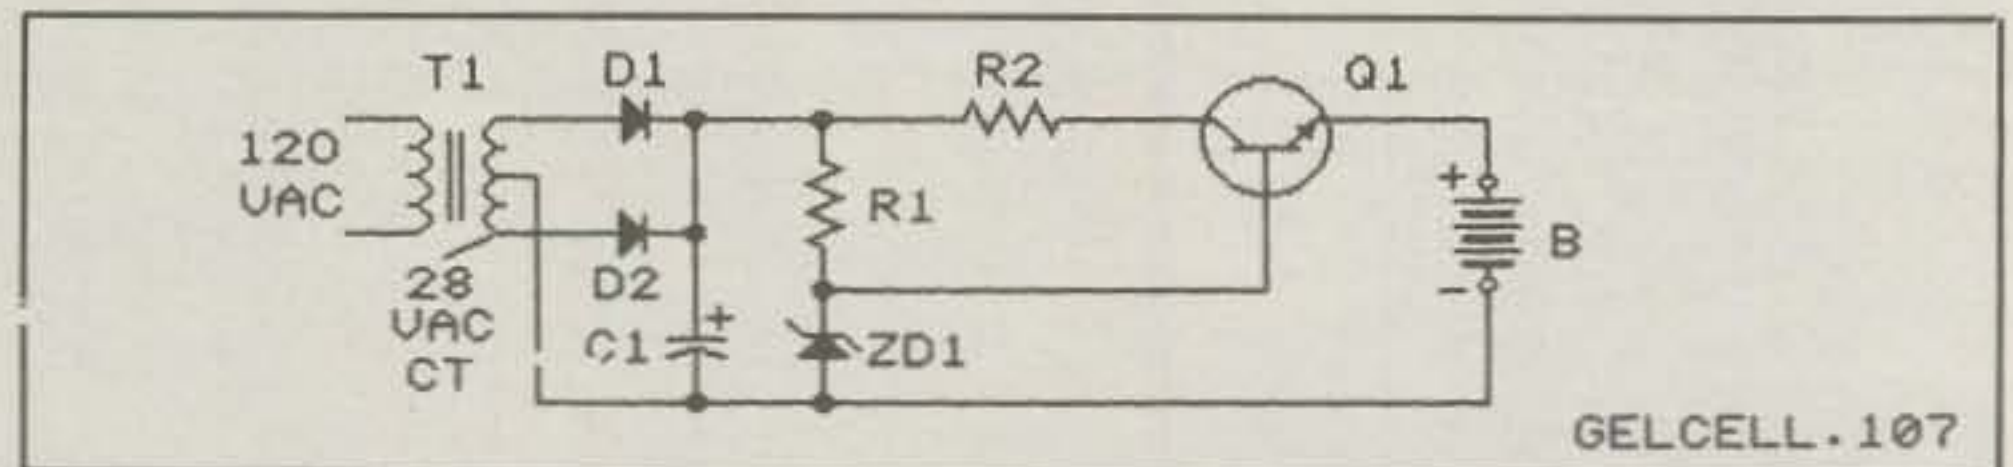 T1
D1
R2
Q1
120
VAC
R1
+
B
28
VAC
CT
D2
-
+
C1
ZD1
GELCELL.107